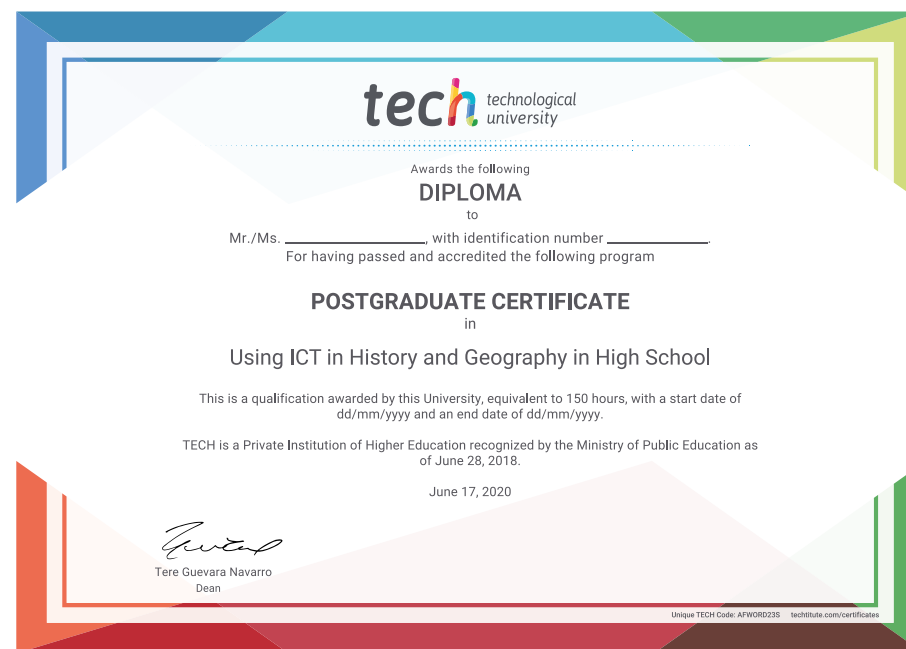 tech technological
university
Awards the following
DIPLOMA
to
Mr./Ms. ____________, with identification number ____________.
For having passed and accredited the following program
POSTGRADUATE CERTIFICATE
in
Using ICT in History and Geography in High School
This is a qualification awarded by this University, equivalent to 150 hours, with a start date of
dd/mm/yyyy and an end date of dd/mm/yyyy.
TECH is a Private Institution of Higher Education recognized by the Ministry of Public Education as
of June 28, 2018.
June 17, 2020
Tere Guevara Navarro
Dean
Unique TECH Code: AFWORD23S techtitute.com/certificates